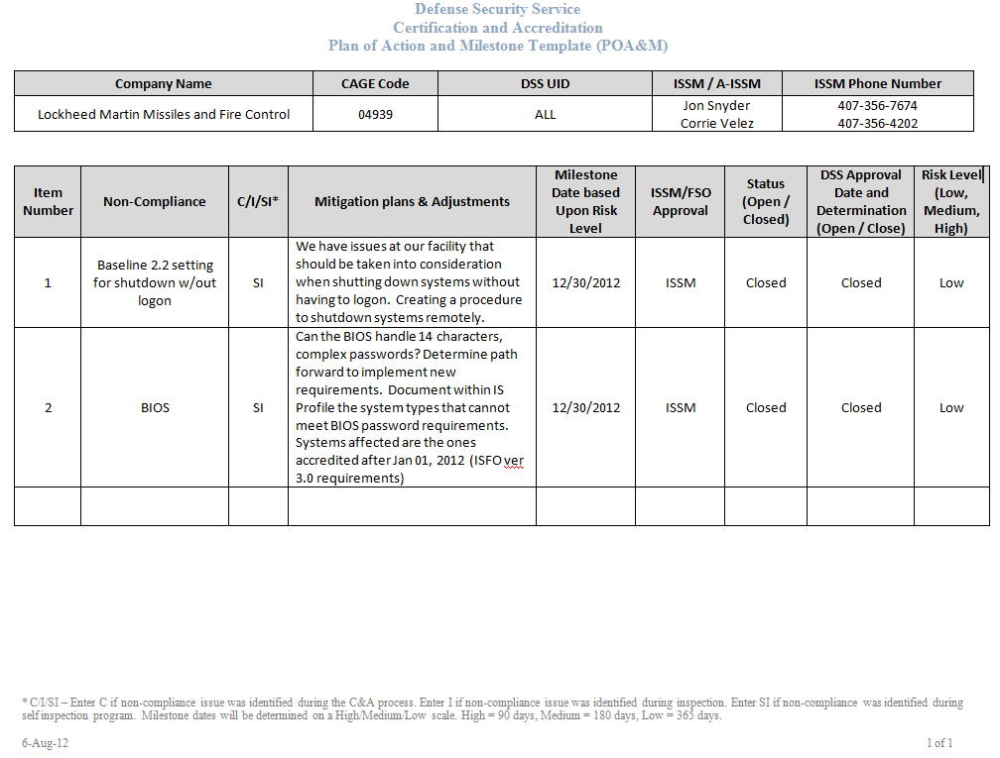 Defense Security Service
Certification and Accreditation
Plan of Action and Milestone Template (POA&M)
Company Name CAGE Code DSS UID ISSM / A-ISSM ISSM Phone Number
Lockheed Martin Missiles and Fire Control 04939 ALL Jon Snyder 407-356-7674
Corrie Velez 407-356-4202
Item Number Non-Compliance C/I/SI* Mitigation plans & Adjustments Milestone Date based Upon Risk Level ISSM/FSO Approval Status (Open / Closed) DSS Approval Date and Determination (Open / Close) Risk Level (Low, Medium, High)
1 Baseline 2.2 setting for shutdown w/out logon SI We have issues at our facility that
should be taken into consideration
when shutting down systems without
having to logon. Creating a procedure
to shutdown systems remotely. 12/30/2012 ISSM Closed Closed Low
2 BIOS SI Can the BIOS handle 14 characters,
complex passwords? Determine path
forward to implement new
requirements. Document within IS
Profile the system types that cannot
meet BIOS password requirements.
Systems affected are the ones
accredited after Jan 01, 2012 (ISFO ver
3.0 requirements) 12/30/2012 ISSM Closed Closed Low
* C/I/SI – Enter C if non-compliance issue was identified during the C&A process. Enter I if non-compliance issue was identified during inspection. Enter SI if non-compliance was identified during
self inspection program. Milestone dates will be determined on a High/Medium/Low scale. High = 90 days, Medium = 180 days, Low = 365 days.
6-Aug-12 1 of 1